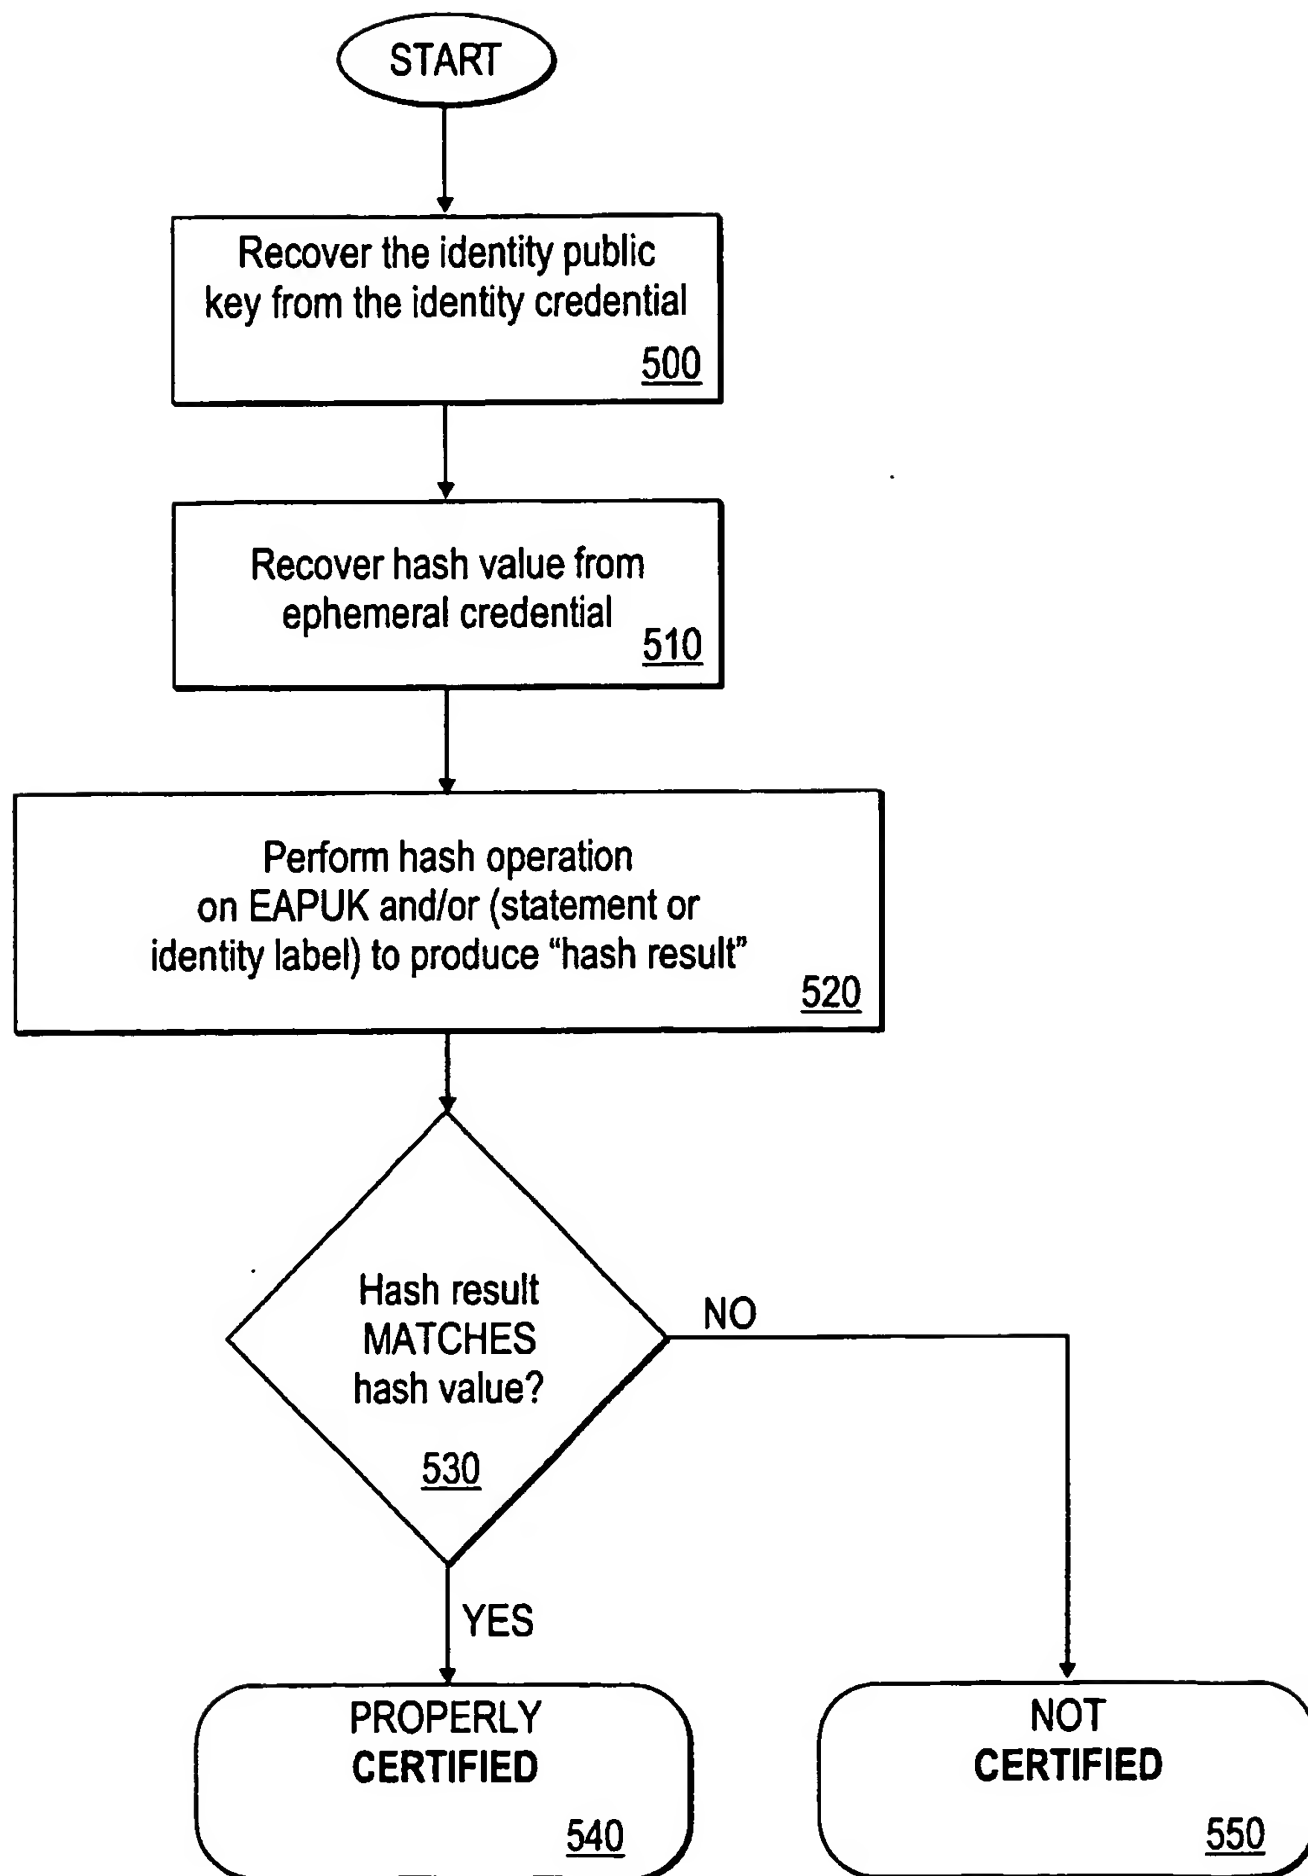 START
Recover the identity public
key from the identity credential
500
Recover hash value from
ephemeral credential
510
Perform hash operation
on EAPUK and/or (statement or
identity label) to produce “hash result”
520
Hash result
MATCHES
hash value?
530
NO
YES
PROPERLY
CERTIFIED
540
NOT
CERTIFIED
550